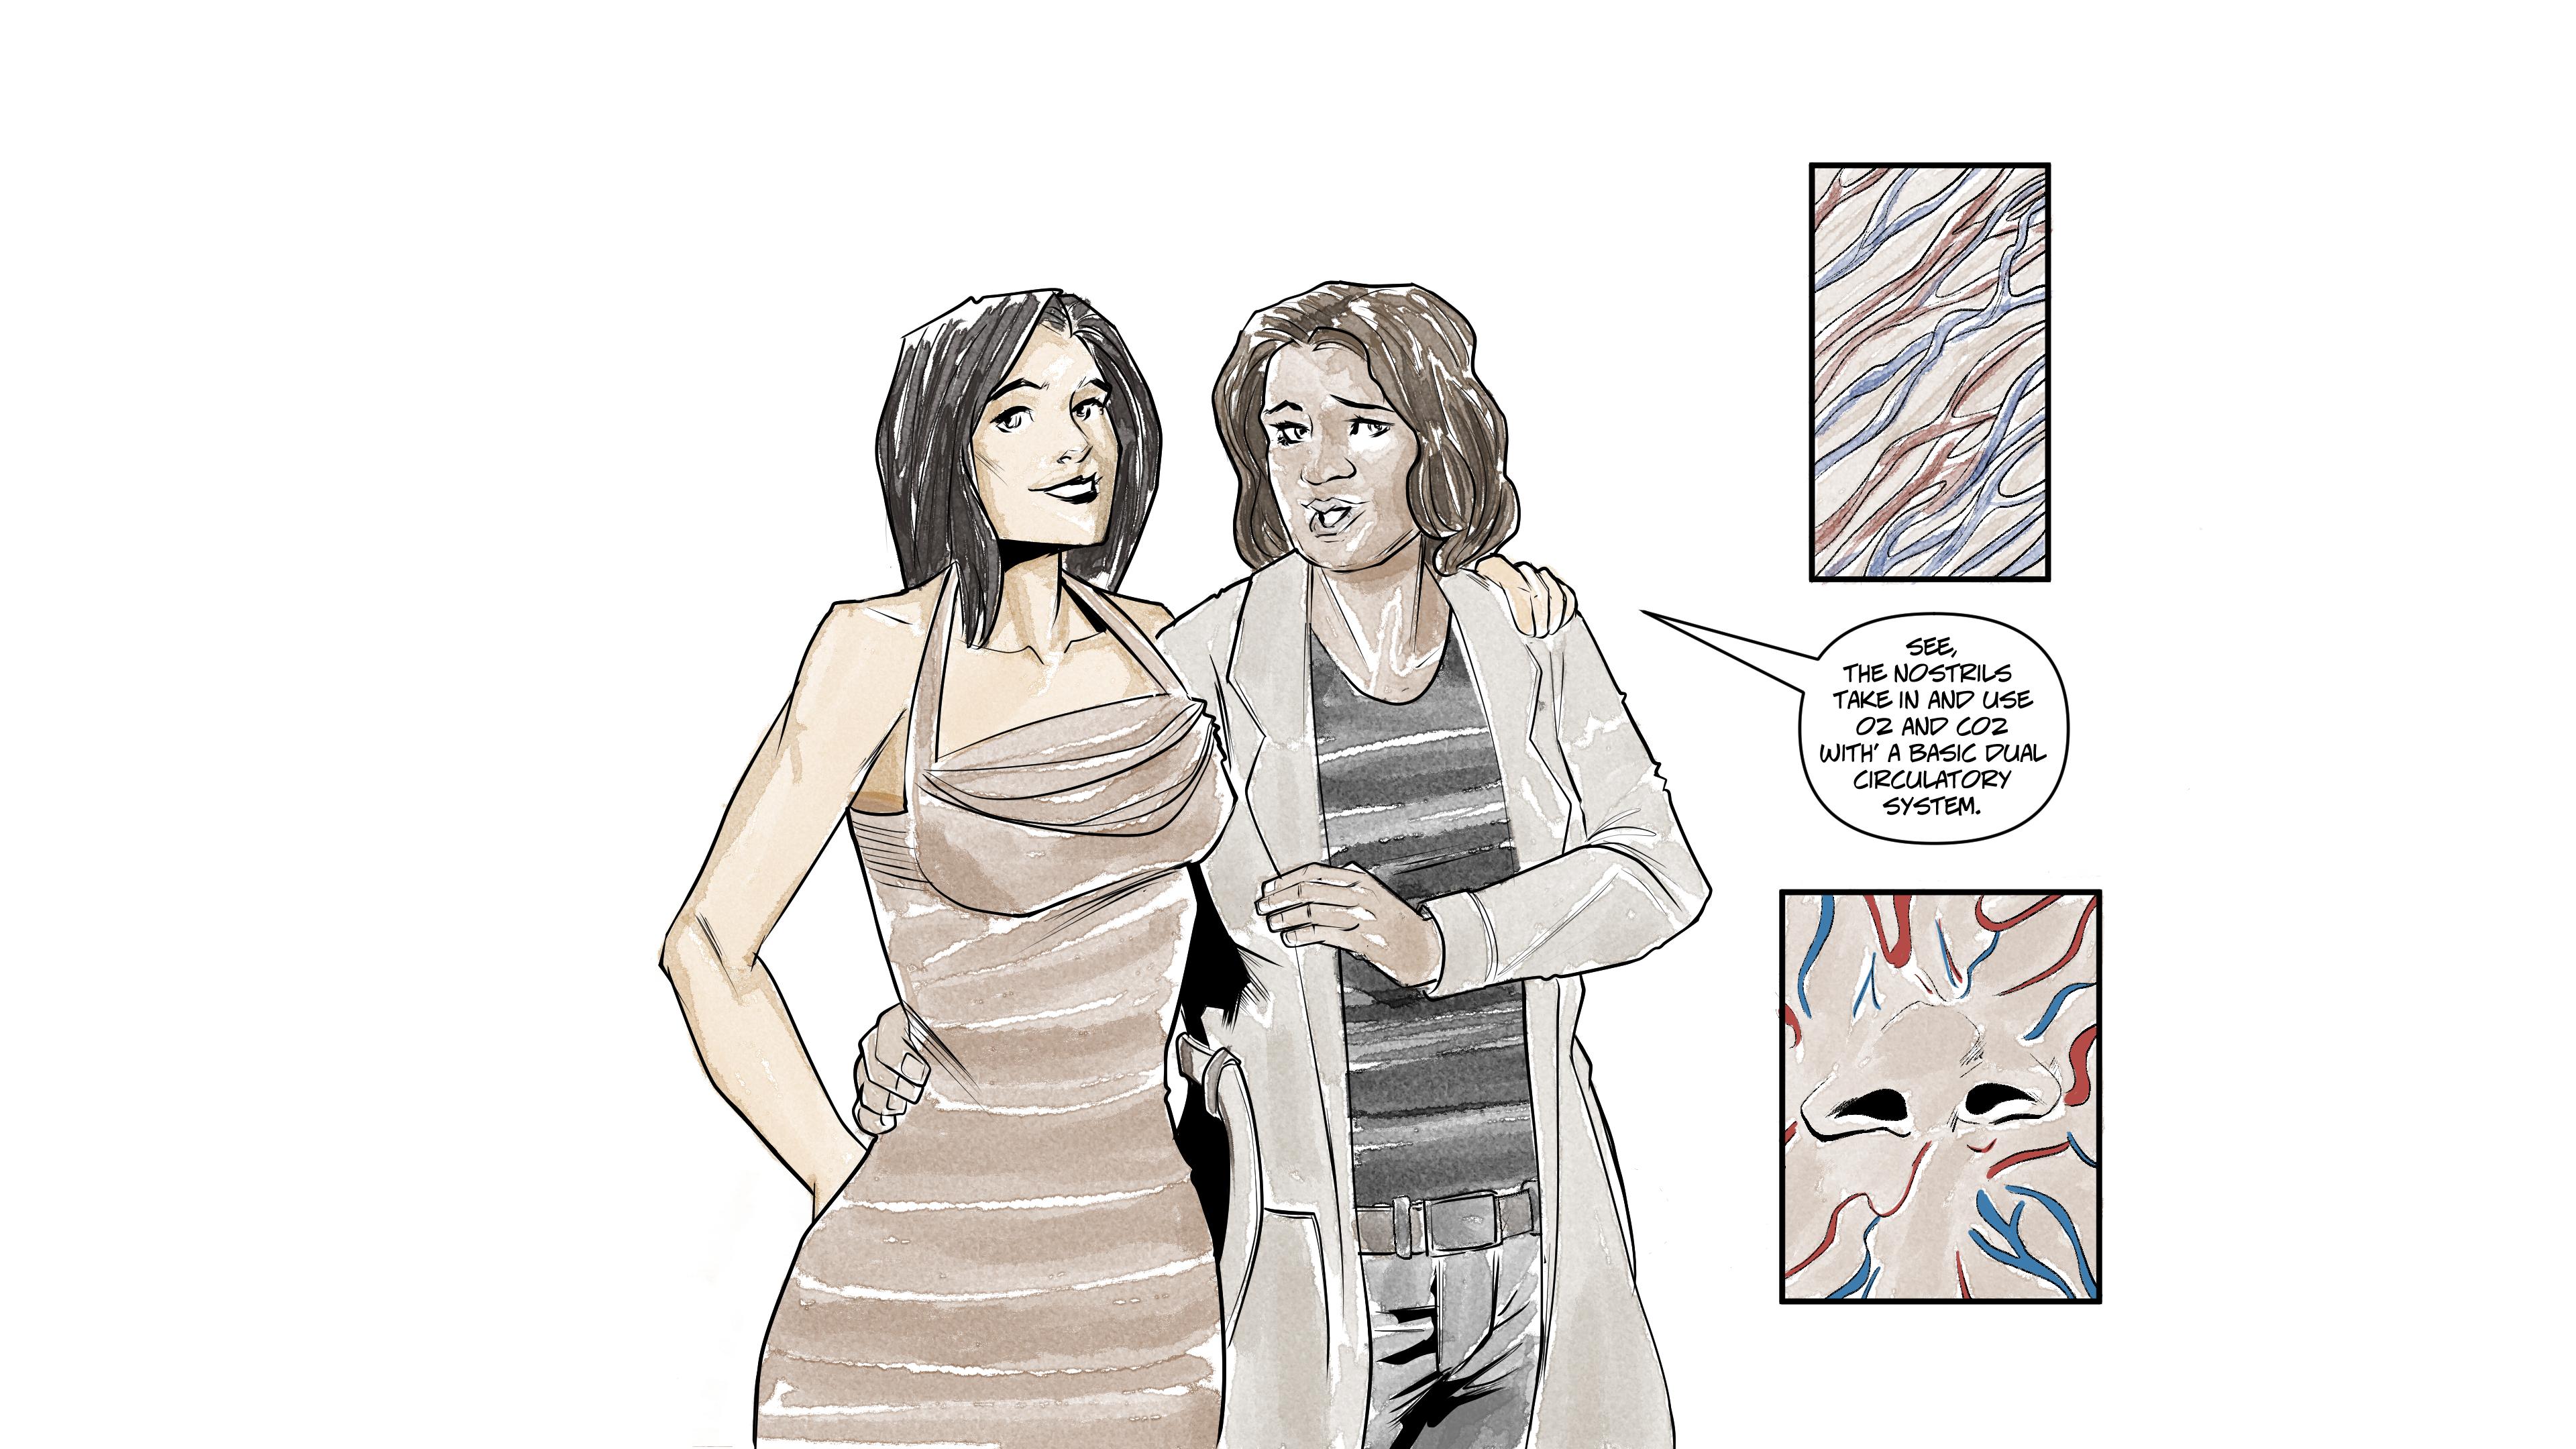 SEE,
THE NOSTRILS
TAKE IN AND USE
O2 AND CO2
WITH' A BASIC DUAL
CIRCULATORY
SYSTEM.